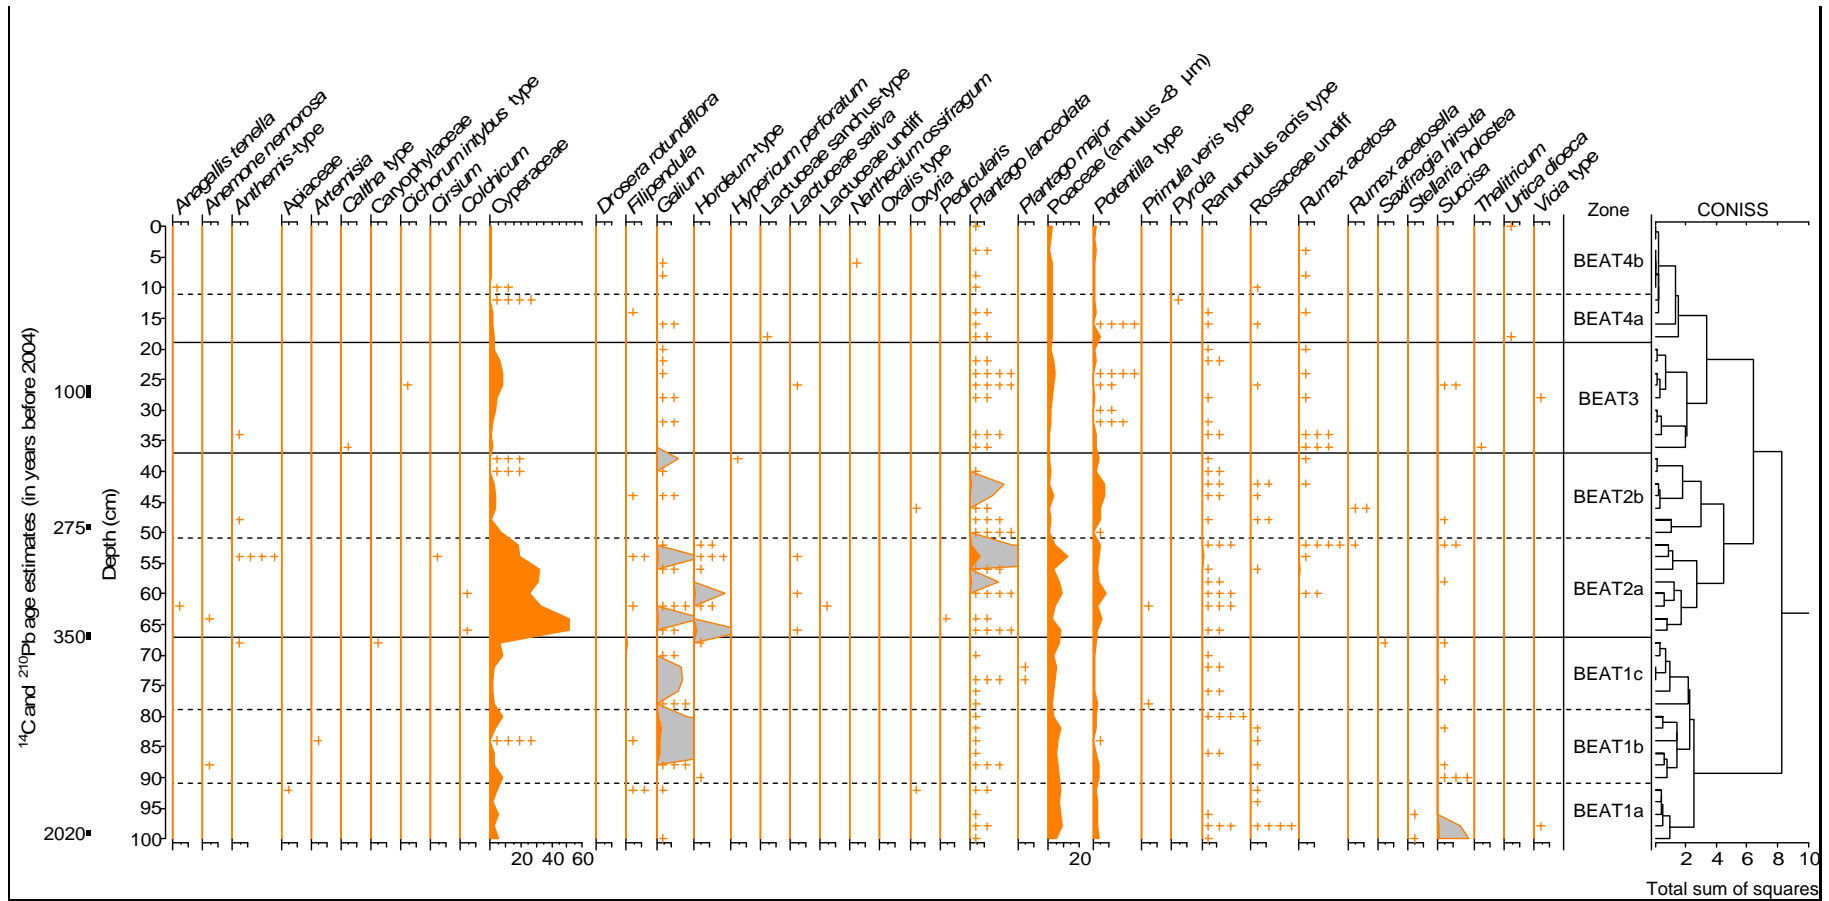 Anagallis tenella
Anemone nemorosa
Anthemis-type
Apiaceae
Artemisia
Caltha type
Caryophylaceae
Cichorum intybus type
Cirsium
Colchicum
Cyperaceae
Drosera rotundiflora
Filipendula
Galium
Hordeum-type
Hypericum perforatum
Lactuceae sanchus-type
Lactuceae sativa
Lactuceae undiff
Narthecium ossifragum
Oxalis type
Oxyria
Pedicularis
Plantago lanceolata
Plantago major
Poaceae (annulus <8 µm)
Potentilla type
Primula veris type
Pyrola
Ranunculus acris type
Rosaceae undiff
Rumex acetosa
Rumex acetosella
Saxifragia hirsuta
Stellaria holostea
Succisa
Thalitricum
Urtica dioeca
Vicia type
Zone
CONISS
14C and 210Pb age estimates (in years before 2004)
100
275
350
2020
Depth (cm)
0
5
10
15
20
25
30
35
40
45
50
55
60
65
70
75
80
85
90
95
100
BEAT4b
BEAT4a
BEAT3
BEAT2b
BEAT2a
BEAT1c
BEAT1b
BEAT1a
20 40 60
20
2 4 6 8 10
Total sum of squares